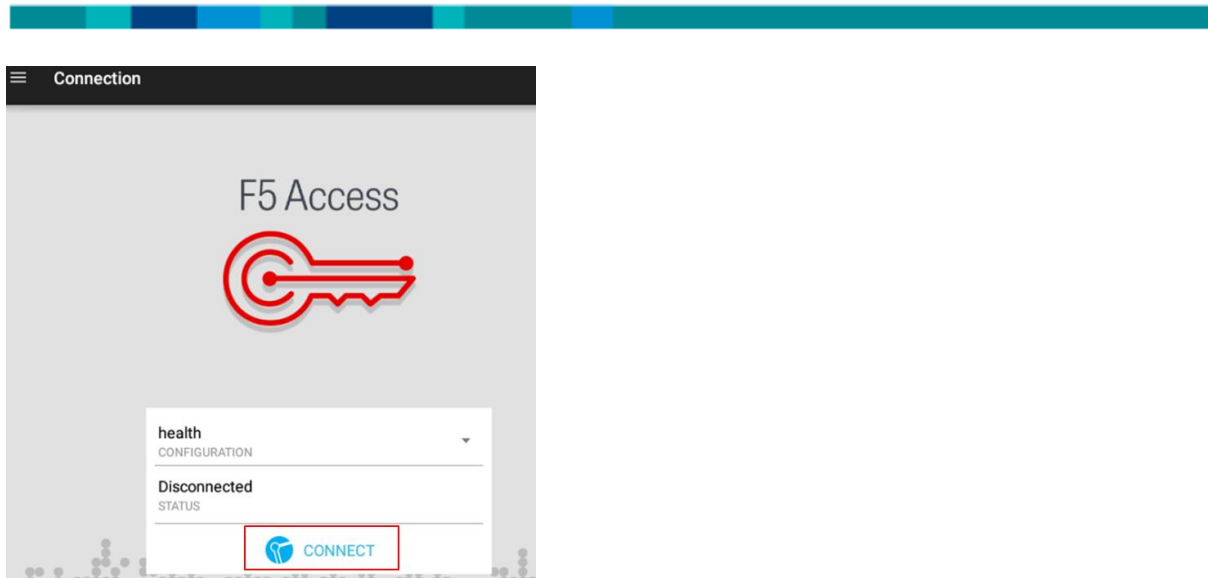 Connection
F5 Access
health
CONFIGURATION
Disconnected
STATUS
CONNECT